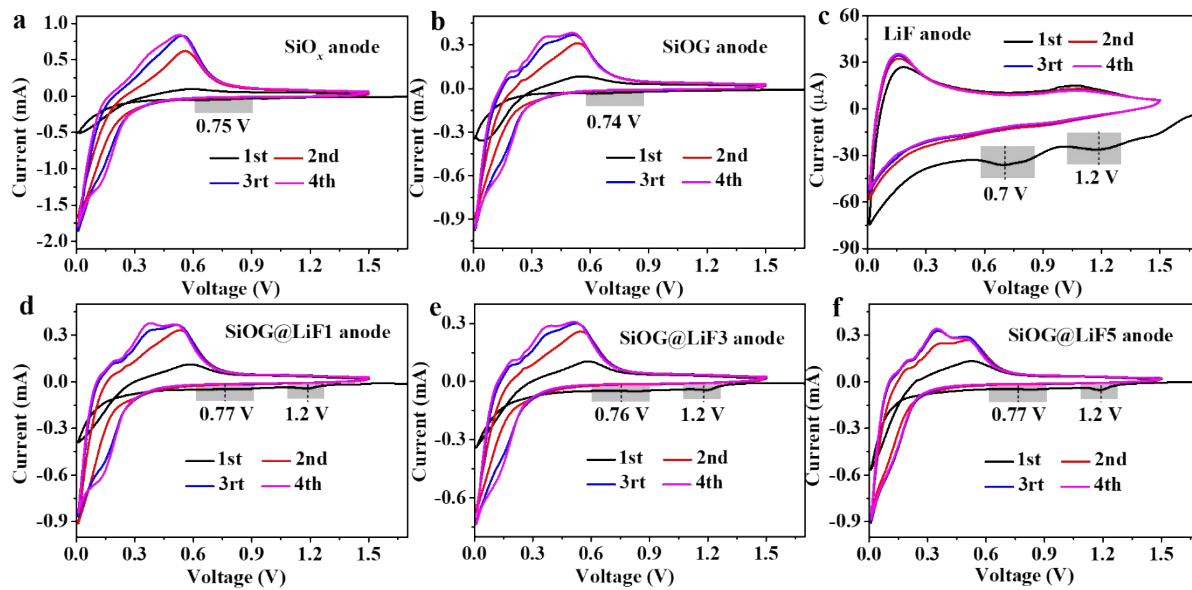 a
SiOx anode
Current (mA)
1.0
0.5
0.0
-0.5
-1.0
-1.5
-2.0
0.75 V
1st 2nd
3rt 4th
0.0 0.3 0.6 0.9 1.2 1.5
Voltage (V)
b
SiOG anode
Current (mA)
0.3
0.0
-0.3
-0.6
-0.9
0.74 V
1st 2nd
3rt 4th
0.0 0.3 0.6 0.9 1.2 1.5
Voltage (V)
c
LiF anode
1st 2nd
3rt 4th
Current (μA)
60
30
0
-30
-60
-90
0.7 V 1.2 V
0.0 0.3 0.6 0.9 1.2 1.5
Voltage (V)
d
SiOG@LiF1 anode
Current (mA)
0.3
0.0
-0.3
-0.6
-0.9
0.77 V 1.2 V
1st 2nd
3rt 4th
0.0 0.3 0.6 0.9 1.2 1.5
Voltage (V)
e
SiOG@LiF3 anode
Current (mA)
0.3
0.0
-0.3
-0.6
0.76 V 1.2 V
1st 2nd
3rt 4th
0.0 0.3 0.6 0.9 1.2 1.5
Voltage (V)
f
SiOG@LiF5 anode
Current (mA)
0.3
0.0
-0.3
-0.6
-0.9
0.77 V 1.2 V
1st 2nd
3rt 4th
0.0 0.3 0.6 0.9 1.2 1.5
Voltage (V)